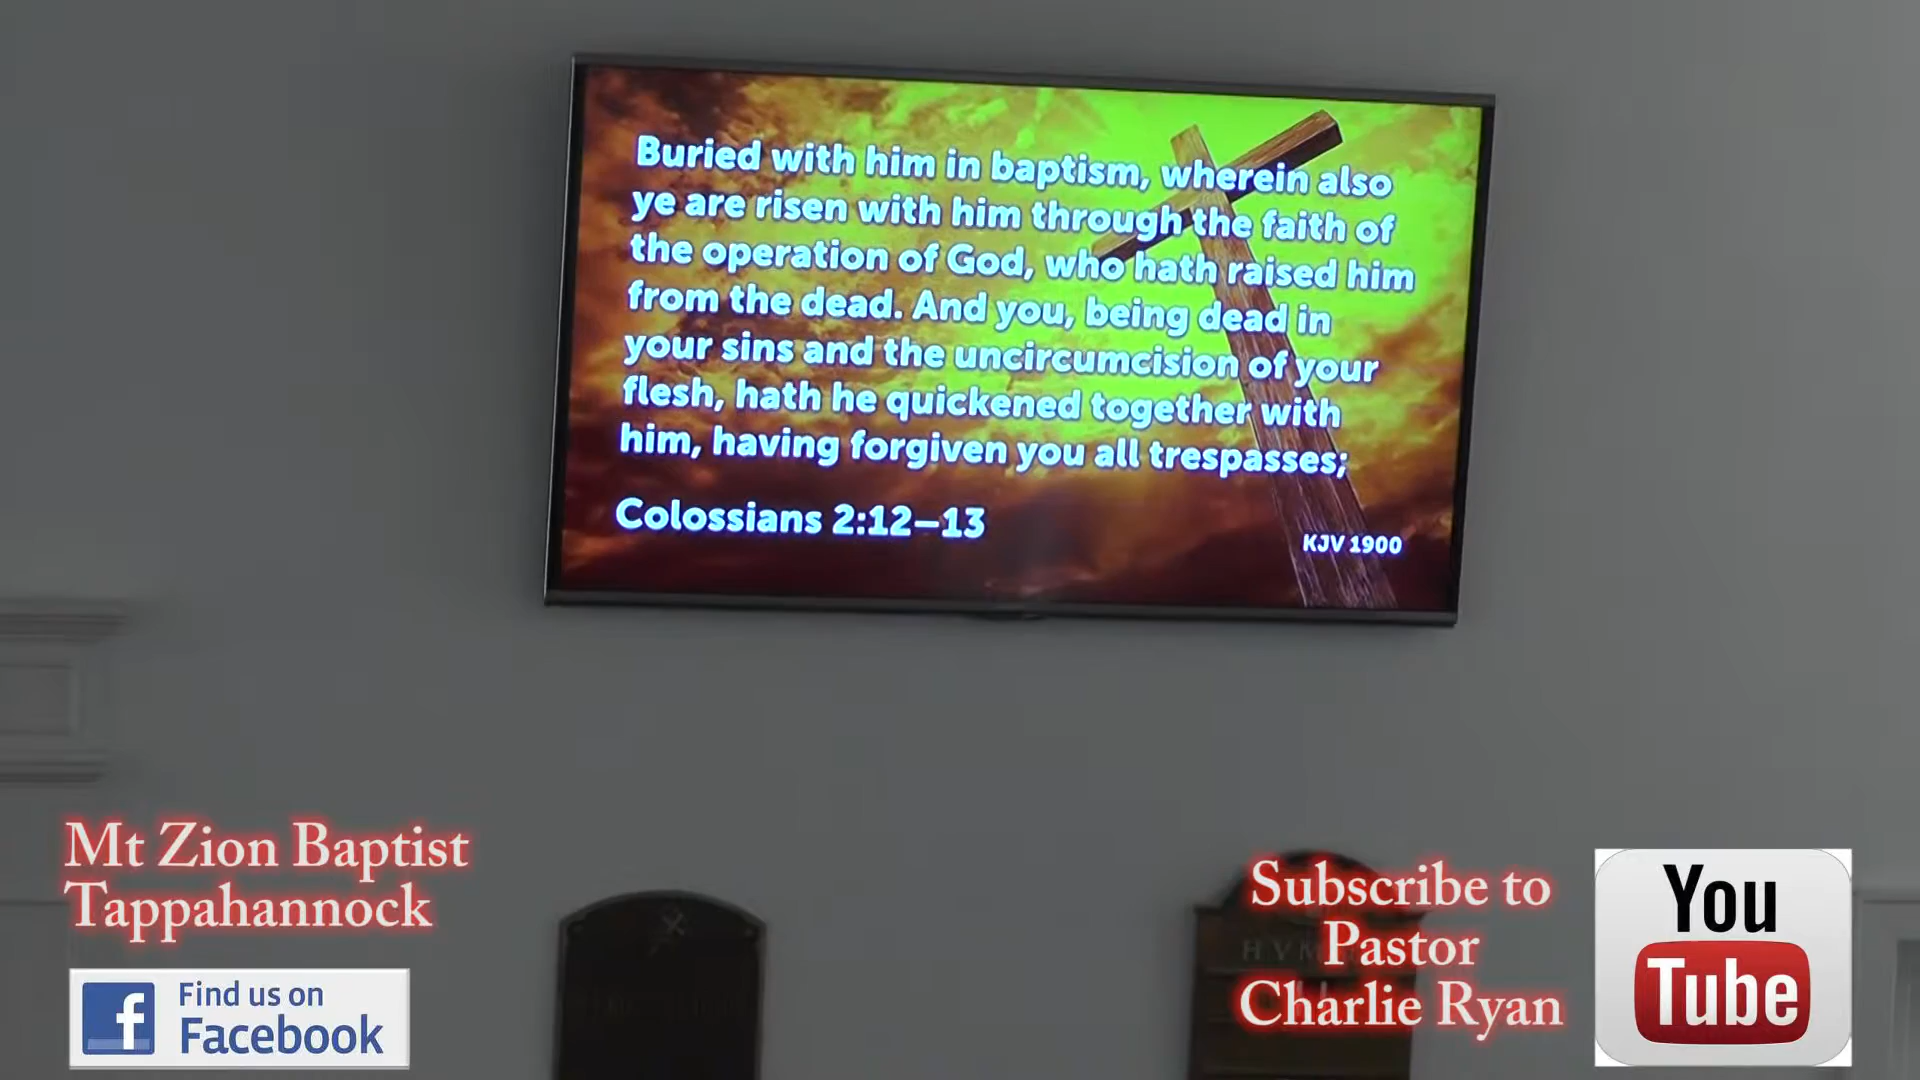 Buried with him in baptism, wherein also
ye are risen with him through the faith of
the operation of God, who hath raised him
from the dead. And you, being dead in
your sins and the uncircumcision of your
flesh, hath he quickened together with
him, having forgiven you all trespasses;
Colossians 2:12–13
KJV 1900
Mt Zion Baptist
Tappahannock
Find us on
Facebook
Subscribe to
Pastor
Charlie Ryan
You
Tube